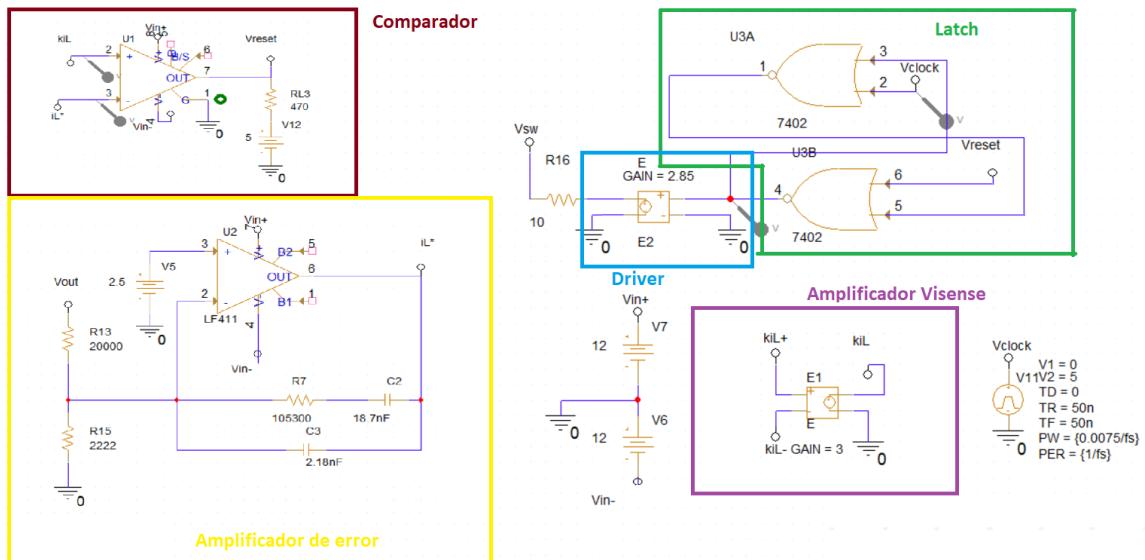 Comparador
kiL
U1
Vin+
8
5
B
B/S
6
2
+
V+
OUT
7
Vreset
3
-
V-
G
1
iL*
4
Vin-
0
RL3
470
V12
5
0
U2
Vin+
7
3
+
V+
B2
5
OUT
6
iL*
2
-
V-
B1
1
LF411
4
Vin-
V5
2.5
0
Vout
R13
20000
R7
105300
C2
18.7nF
C3
2.18nF
R15
2222
0
Amplificador de error
Latch
U3A
1
3
Vclock
2
V
7402
U3B
Vreset
4
6
5
V
7402
Vsw
R16
10
E
GAIN = 2.85
+
-
0
0
E2
Driver
Vin+
V7
12
0
V6
12
Vin-
Amplificador Visense
kiL+
kiL
E1
+
-
E
kiL- GAIN = 3
0
Vclock
V11
V1 = 0
V2 = 5
TD = 0
TR = 50n
TF = 50n
PW = {0.0075/fs}
PER = {1/fs}
0